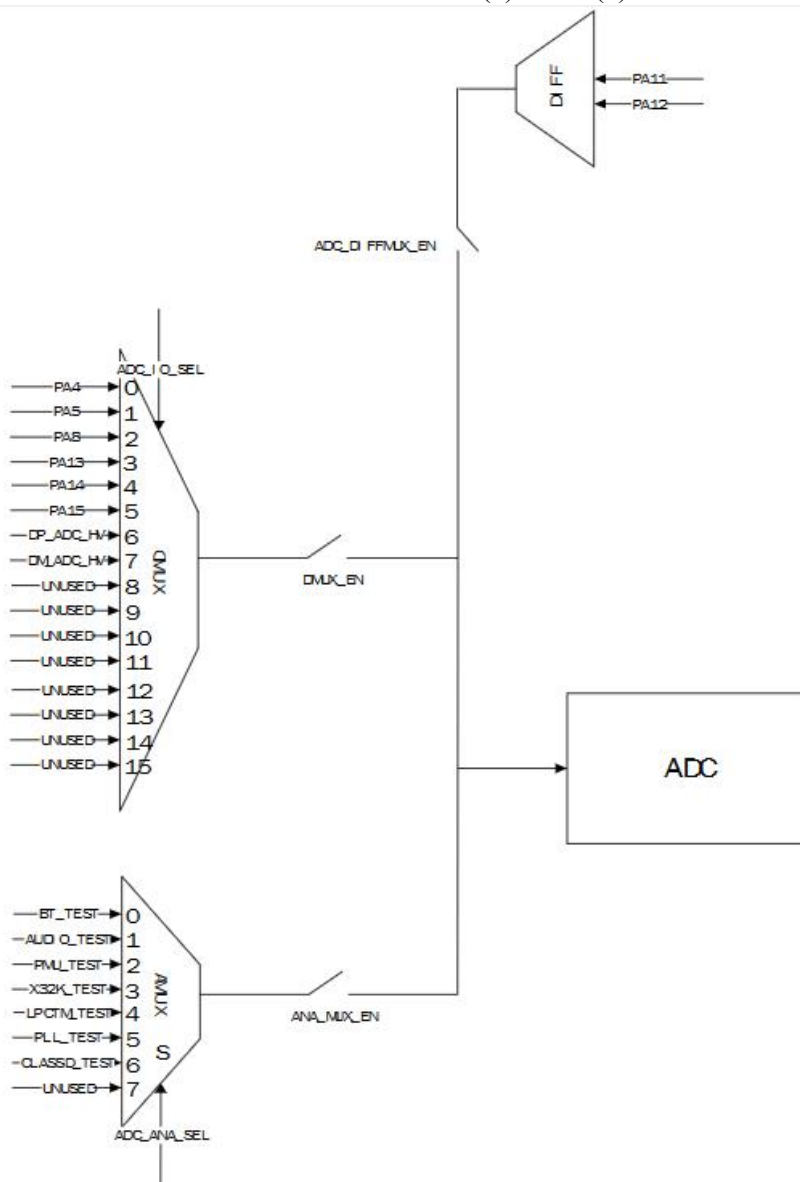 DIFF
PA11
PA12
ADC_DIFFMUX_EN
ADC_IO_SEL
PA4 0
PA5 1
PA8 2
PA13 3
PA14 4
PA15 5
DP_ADC_HV 6
DM_ADC_HV 7
UNUSED 8
UNUSED 9
UNUSED 10
UNUSED 11
UNUSED 12
UNUSED 13
UNUSED 14
UNUSED 15
DMUX
DMUX_EN
ADC
BT_TEST 0
AUDIO_TEST 1
PMU_TEST 2
X32K_TEST 3
LPCTM_TEST 4
PLL_TEST 5
CLASSD_TEST 6
UNUSED 7
AMUX
S
ANA_MUX_EN
ADC_ANA_SEL